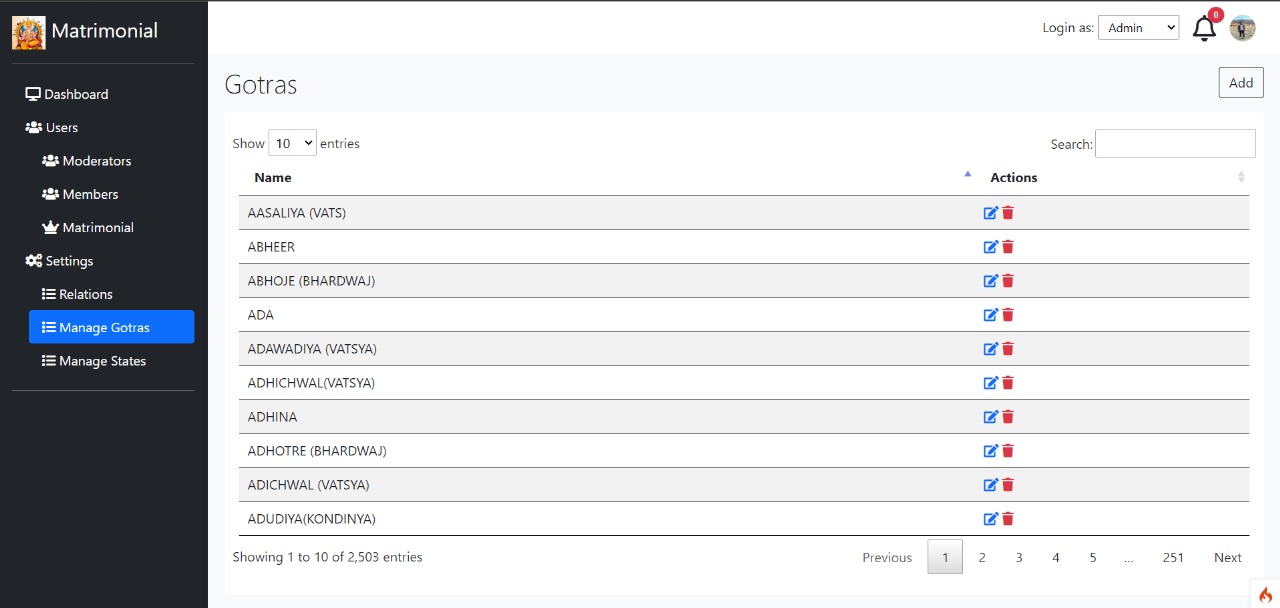 Matrimonial
Dashboard
Users
Moderators
Members
Matrimonial
Settings
Relations
Manage Gotras
Manage States
Login as: Admin 0
Gotras
Add
Show 10 entries
Search:
Name Actions
AASALIYA (VATS)
ABHEER
ABHOJE (BHARDWAJ)
ADA
ADAWADIYA (VATSYA)
ADHICHWAL(VATSYA)
ADHINA
ADHOTRE (BHARDWAJ)
ADICHWAL (VATSYA)
ADUDIYA(KONDINYA)
Showing 1 to 10 of 2,503 entries
Previous 1 2 3 4 5 ... 251 Next